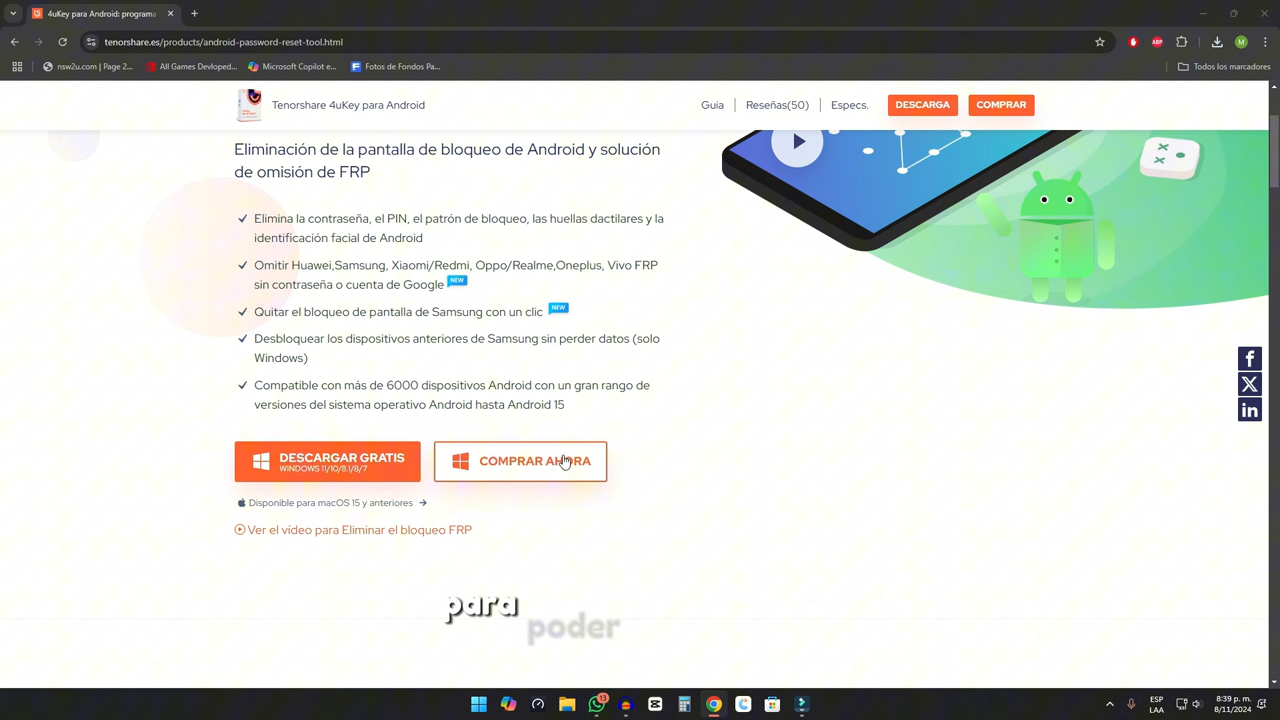 4uKey para Android: programa
tenorshare.es/products/android-password-reset-tool.html
nsw2u.com | Page 2...
All Games Devloped...
Microsoft Copilot e...
Fotos de Fondos Pa...
Todos los marcadores
Tenorshare 4uKey para Android
Guía
Reseñas(50)
Especs.
DESCARGA
COMPRAR
Eliminación de la pantalla de bloqueo de Android y solución
de omisión de FRP
Elimina la contraseña, el PIN, el patrón de bloqueo, las huellas dactilares y la
identificación facial de Android
Omitir Huawei,Samsung, Xiaomi/Redmi, Oppo/Realme,Oneplus, Vivo FRP
sin contraseña o cuenta de Google NEW
Quitar el bloqueo de pantalla de Samsung con un clic NEW
Desbloquear los dispositivos anteriores de Samsung sin perder datos (solo
Windows)
Compatible con más de 6000 dispositivos Android con un gran rango de
versiones del sistema operativo Android hasta Android 15
DESCARGAR GRATIS
WINDOWS 11/10/8.1/8/7
COMPRAR AHORA
Disponible para macOS 15 y anteriores
Ver el vídeo para Eliminar el bloqueo FRP
para
poder
13
ESP
LAA
8:39 p. m.
8/11/2024